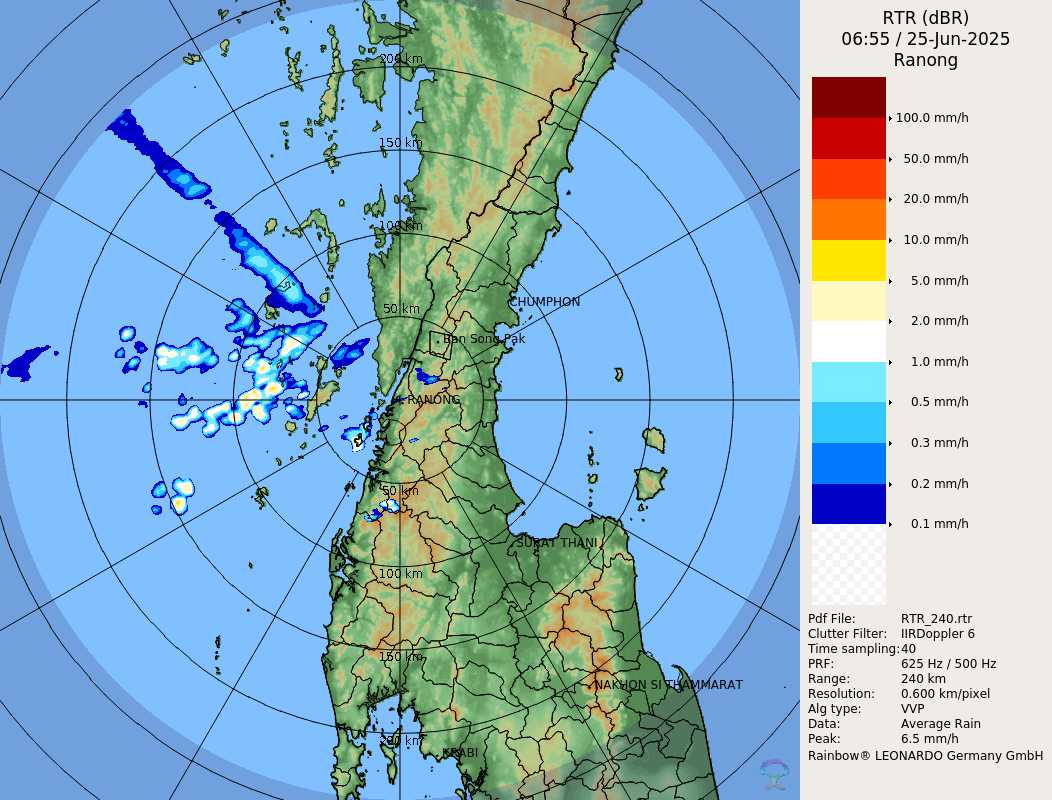 RTR (dBR)
06:55 / 25-Jun-2025
Ranong
200 km
150 km
100 km
50 km
CHUMPHON
Ban Song Pak
RANONG
50 km
SURAT THANI
100 km
150 km
NAKHON SI THAMMARAT
200 km
KRABI
100.0 mm/h
50.0 mm/h
20.0 mm/h
10.0 mm/h
5.0 mm/h
2.0 mm/h
1.0 mm/h
0.5 mm/h
0.3 mm/h
0.2 mm/h
0.1 mm/h
Pdf File: RTR_240.rtr
Clutter Filter: IIRDoppler 6
Time sampling:40
PRF: 625 Hz / 500 Hz
Range: 240 km
Resolution: 0.600 km/pixel
Alg type: VVP
Data: Average Rain
Peak: 6.5 mm/h
Rainbow® LEONARDO Germany GmbH